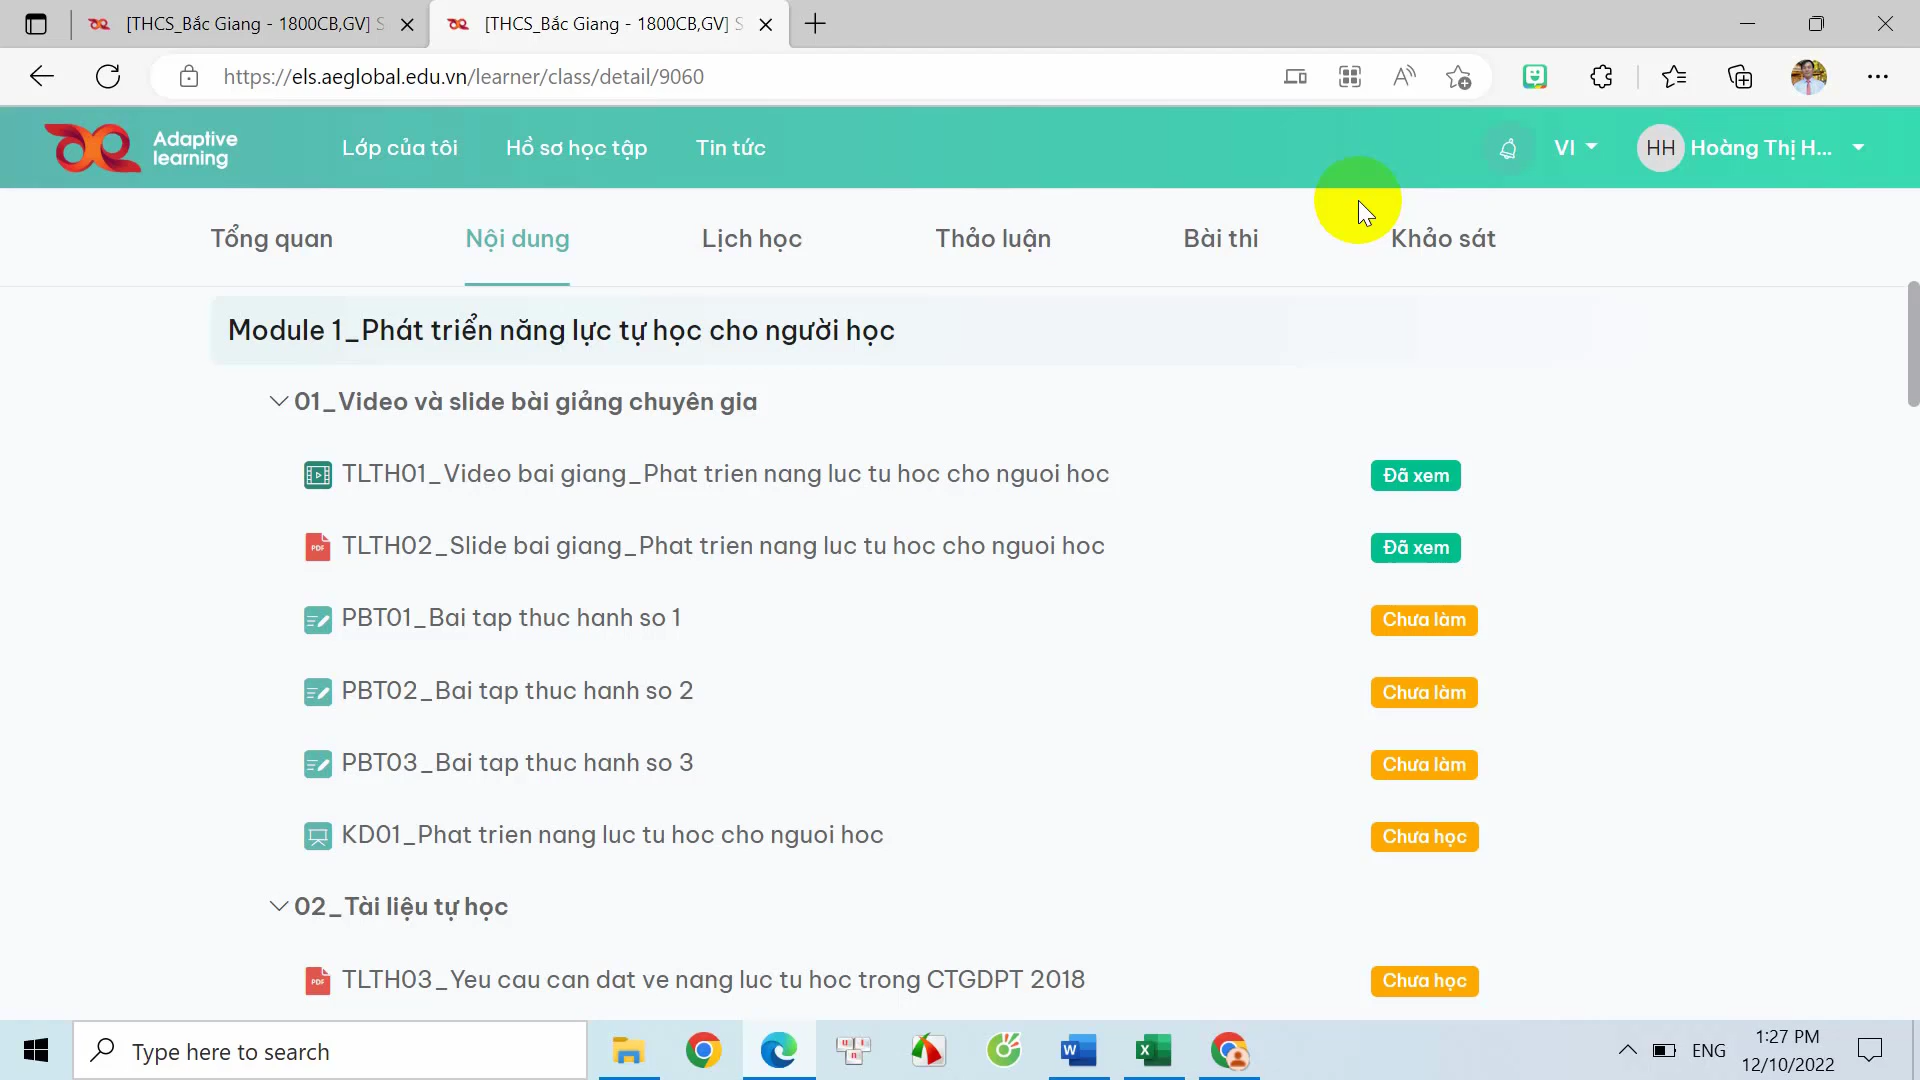 [THCS_Bắc Giang - 1800CB,GV] S
[THCS_Bắc Giang - 1800CB,GV] S
https://els.aeglobal.edu.vn/learner/class/detail/9060
Adaptive
learning
Lớp của tôi
Hồ sơ học tập
Tin tức
VI
HH
Hoàng Thị H...
Tổng quan
Nội dung
Lịch học
Thảo luận
Bài thi
Khảo sát
Module 1_Phát triển năng lực tự học cho người học
01_Video và slide bài giảng chuyên gia
TLTH01_Video bai giang_Phat trien nang luc tu hoc cho nguoi hoc
Đã xem
PDF
TLTH02_Slide bai giang_Phat trien nang luc tu hoc cho nguoi hoc
Đã xem
PBT01_Bai tap thuc hanh so 1
Chưa làm
PBT02_Bai tap thuc hanh so 2
Chưa làm
PBT03_Bai tap thuc hanh so 3
Chưa làm
KD01_Phat trien nang luc tu hoc cho nguoi hoc
Chưa học
02_Tài liệu tự học
PDF
TLTH03_Yeu cau can dat ve nang luc tu hoc trong CTGDPT 2018
Chưa học
Type here to search
ENG
1:27 PM
12/10/2022